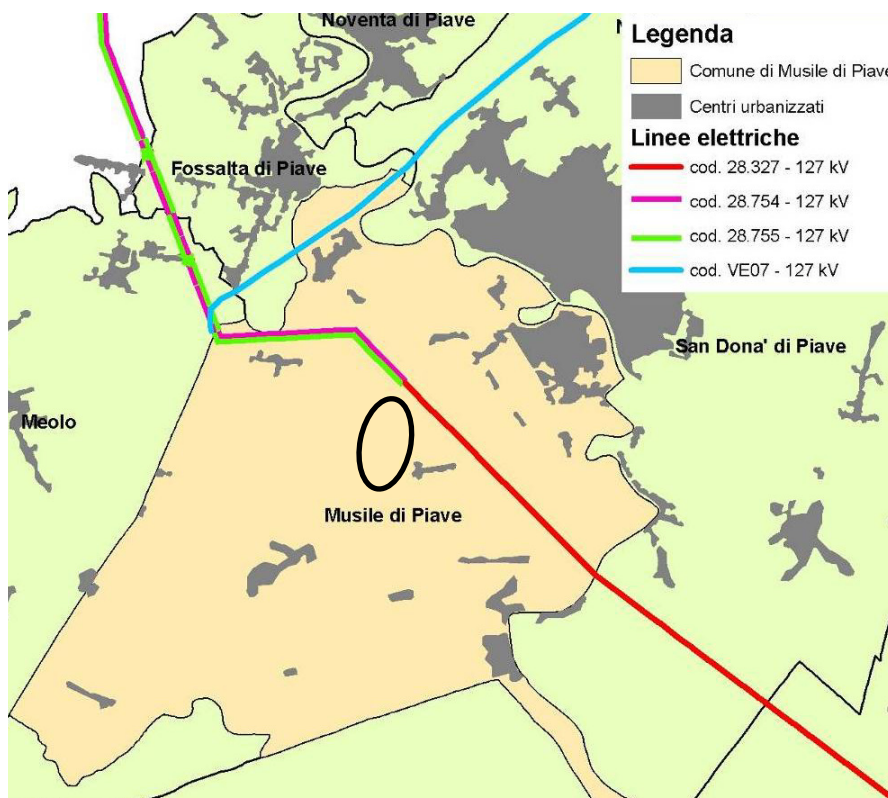 Noventa di Piave
Legenda
Comune di Musile di Piave
Centri urbanizzati
Linee elettriche
cod. 28.327 - 127 kV
cod. 28.754 - 127 kV
cod. 28.755 - 127 kV
cod. VE07 - 127 kV
Fossalta di Piave
San Dona' di Piave
Meolo
Musile di Piave